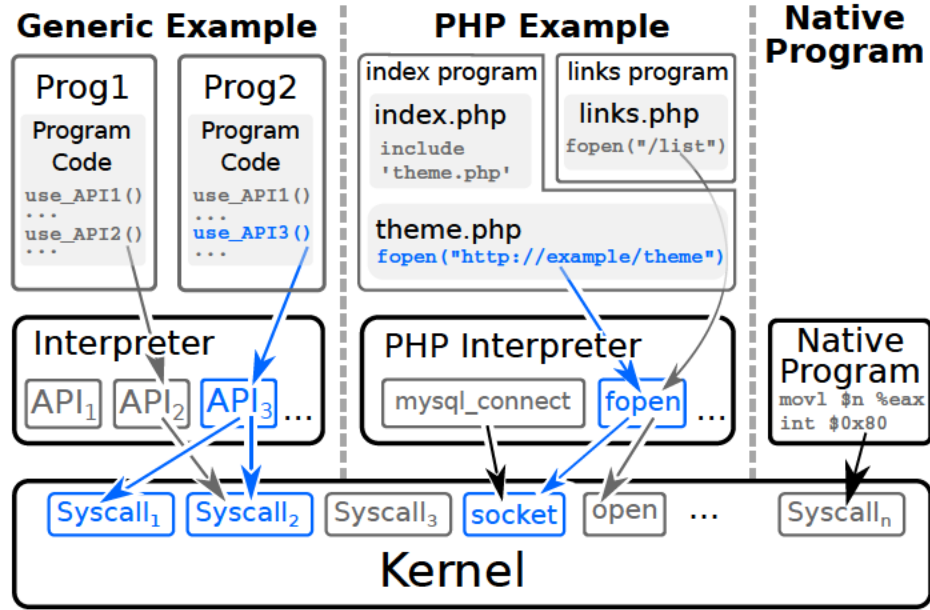 Generic Example
PHP Example
Native
Program
Prog1
Program
Code
use_API1()
...
use_API2()
...
Prog2
Program
Code
use_API1()
...
use_API3()
...
index program
index.php
include
'theme.php'
links program
links.php
fopen("/list")
theme.php
fopen("http://example/theme")
Interpreter
API1 API2 API3 ...
PHP Interpreter
mysql_connect fopen ...
Native
Program
movl $n %eax
int $0x80
Syscall1 Syscall2 Syscall3 socket open ... Syscalln
Kernel